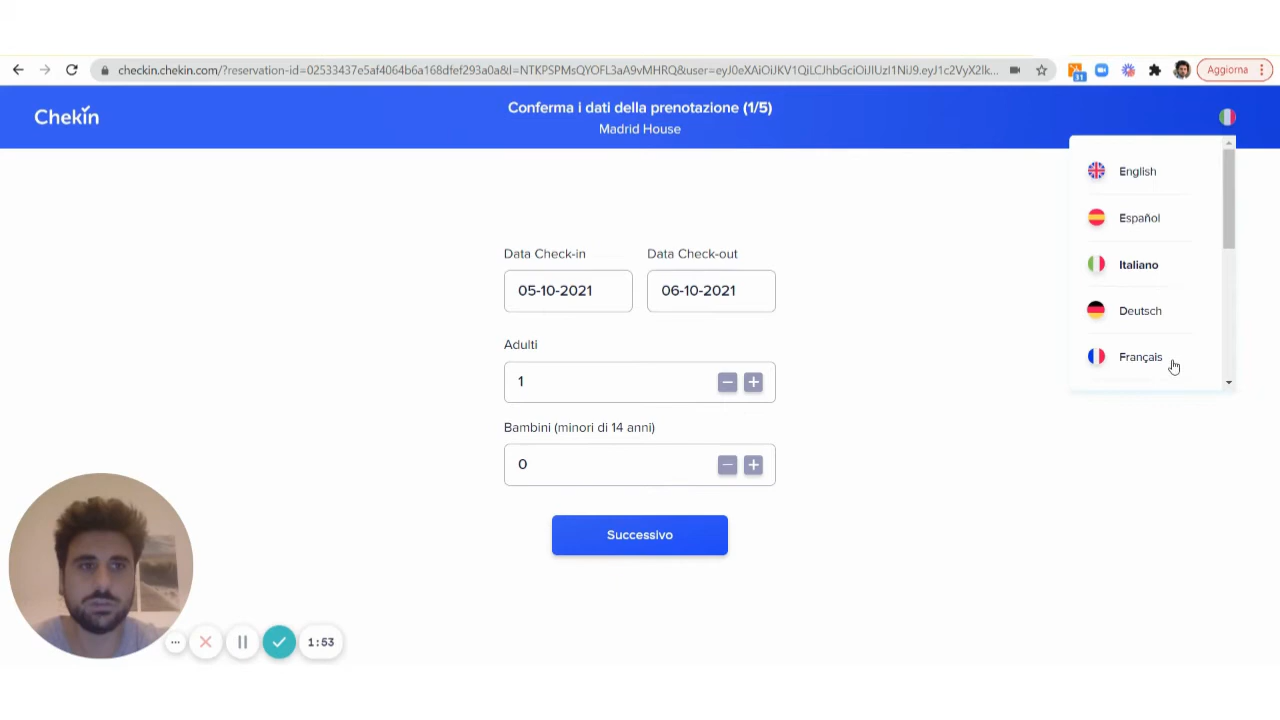 checkin.chekin.com/?reservation-id=02533437e5af4064b6a168dfef293a0a&l=NTKPSPMsQYOFL3aA9vMHRQ&user=eyJ0eXAiOiJKV1QiLCJhbGciOiJIUzI1NiJ9.eyJ1c2VyX2lk...
31
Aggiorna
Chekin
Conferma i dati della prenotazione (1/5)
Madrid House
English
Español
Italiano
Deutsch
Français
Data Check-in
Data Check-out
05-10-2021
06-10-2021
Adulti
1
Bambini (minori di 14 anni)
0
Successivo
1:53